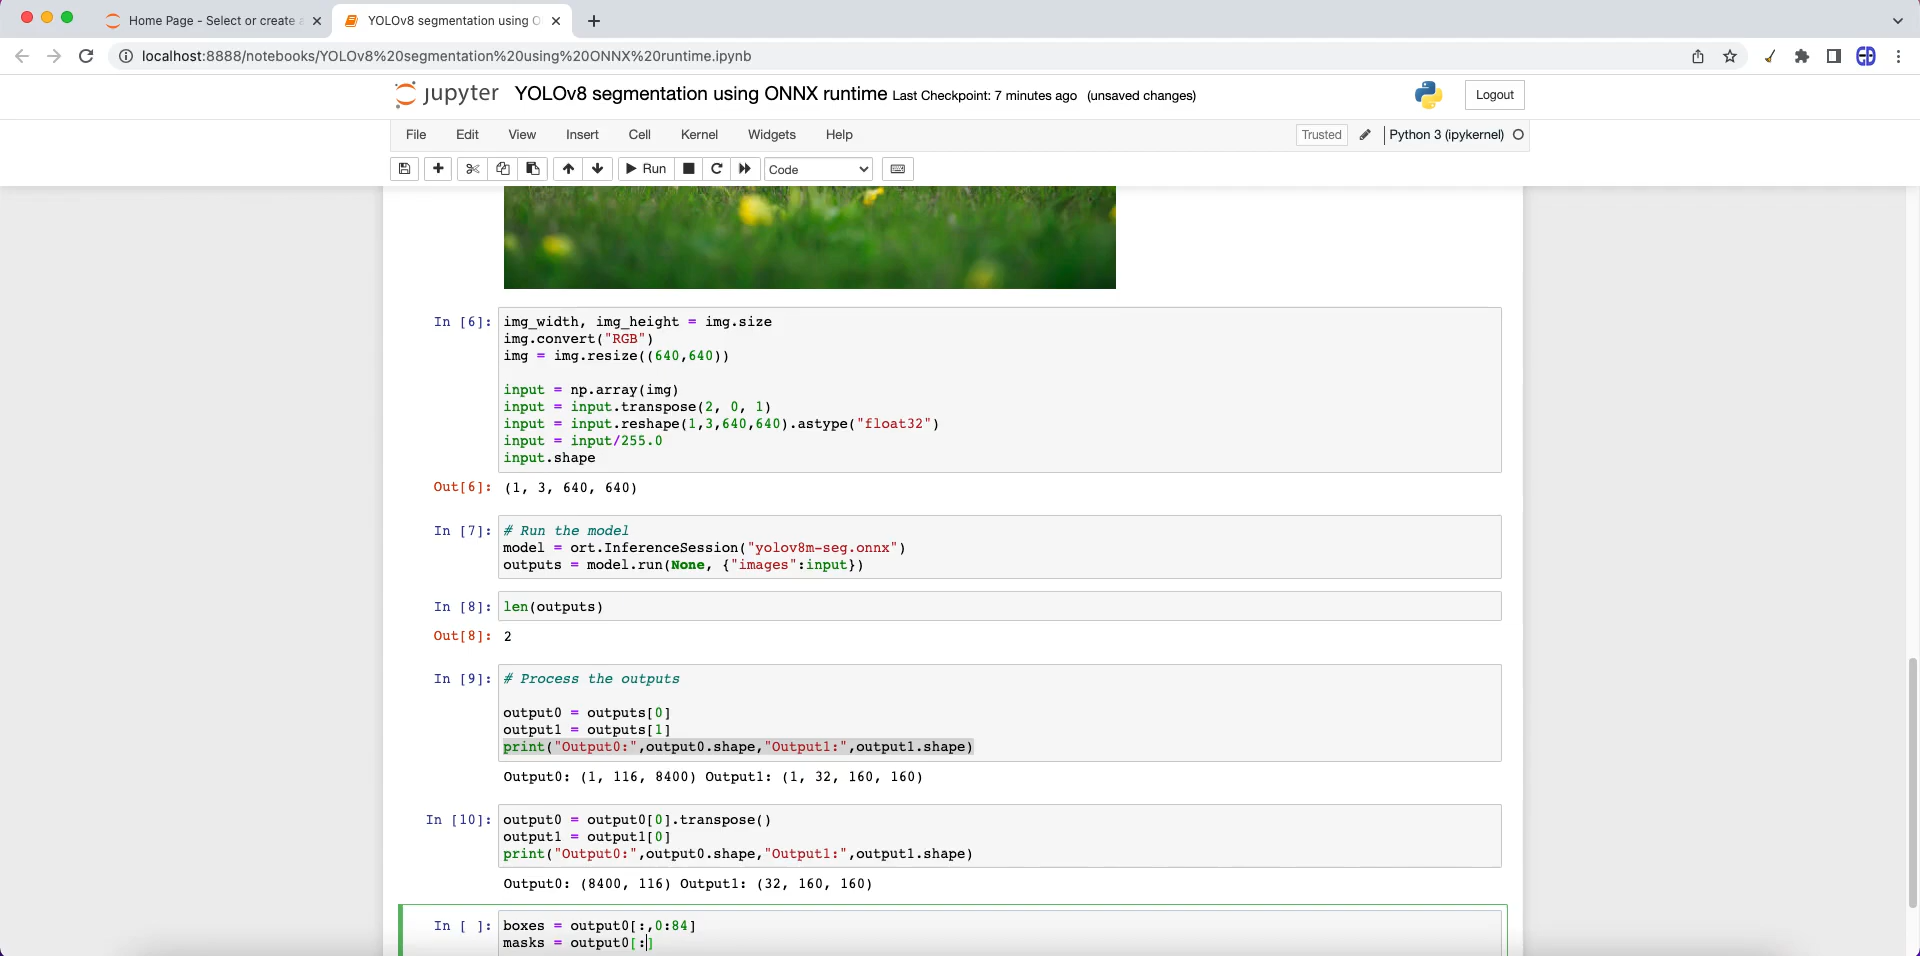 Home Page - Select or create a
YOLOv8 segmentation using O
localhost:8888/notebooks/YOLOv8%20segmentation%20using%20ONNX%20runtime.ipynb
jupyter YOLOv8 segmentation using ONNX runtime Last Checkpoint: 7 minutes ago (unsaved changes)
Logout
File Edit View Insert Cell Kernel Widgets Help
Trusted Python 3 (ipykernel)
Run Code
In [6]: img_width, img_height = img.size
img.convert("RGB")
img = img.resize((640,640))
input = np.array(img)
input = input.transpose(2, 0, 1)
input = input.reshape(1,3,640,640).astype("float32")
input = input/255.0
input.shape
Out[6]: (1, 3, 640, 640)
In [7]: # Run the model
model = ort.InferenceSession("yolov8m-seg.onnx")
outputs = model.run(None, {"images":input})
In [8]: len(outputs)
Out[8]: 2
In [9]: # Process the outputs
output0 = outputs[0]
output1 = outputs[1]
print("Output0:",output0.shape,"Output1:",output1.shape)
Output0: (1, 116, 8400) Output1: (1, 32, 160, 160)
In [10]: output0 = output0[0].transpose()
output1 = output1[0]
print("Output0:",output0.shape,"Output1:",output1.shape)
Output0: (8400, 116) Output1: (32, 160, 160)
In [ ]: boxes = output0[:,0:84]
masks = output0[:]